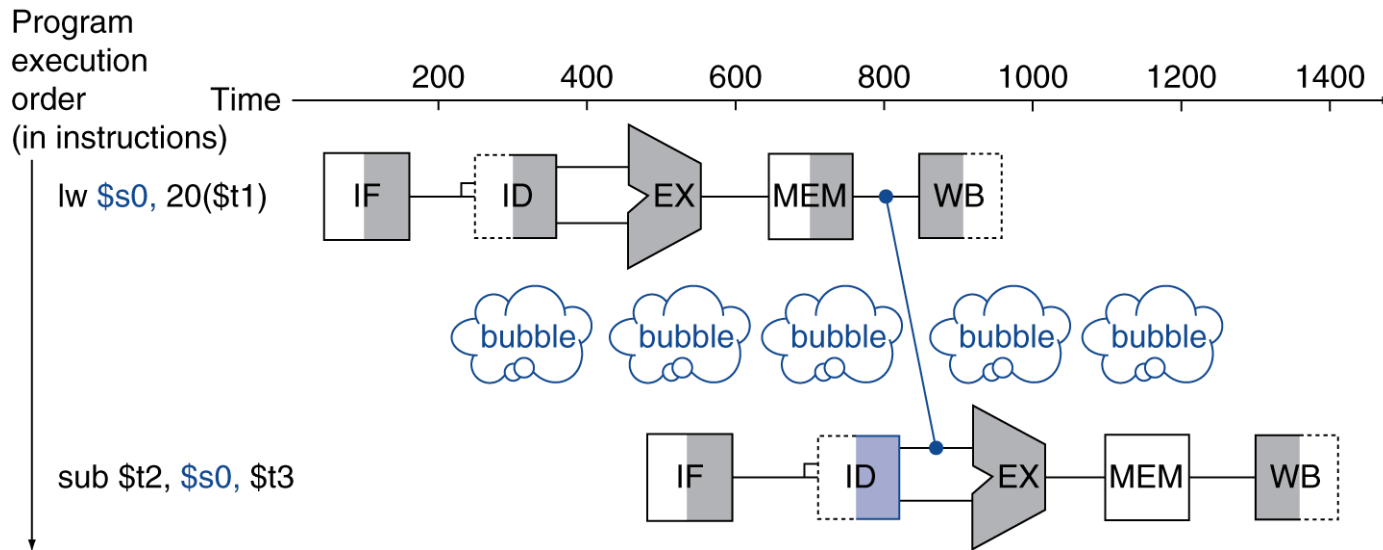 Program
execution
order
(in instructions)
Time
200 400 600 800 1000 1200 1400
lw $s0, 20($t1)
IF ID EX MEM WB
bubble bubble bubble bubble bubble
sub $t2, $s0, $t3
IF ID EX MEM WB